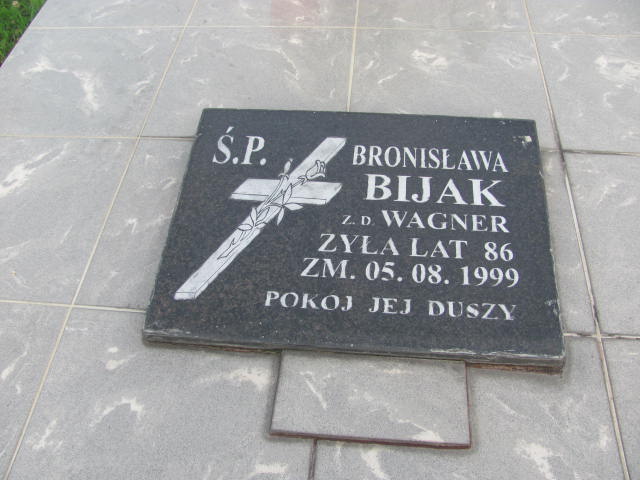 Ś.P. BRONISŁAWA
BIJAK
Z D. WAGNER
ŻYŁA LAT 86
ZM. 05. 08. 1999
POKÓJ JEJ DUSZY